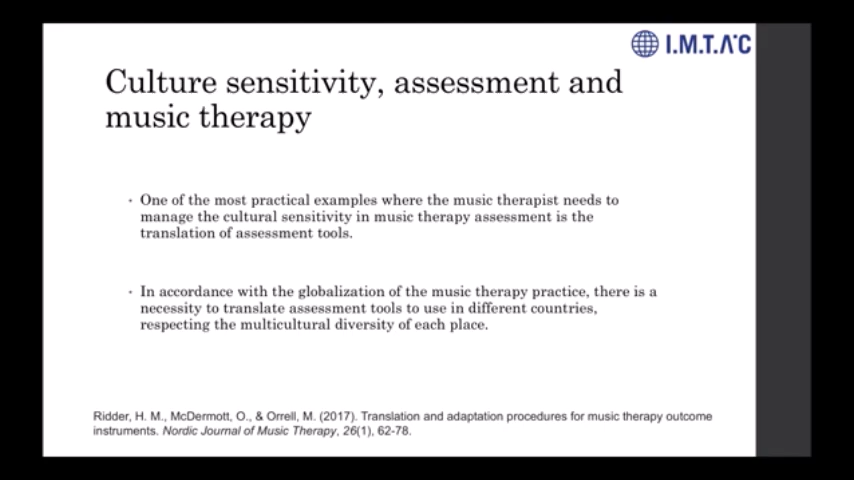 I.M.T.A'C
Culture sensitivity, assessment and
music therapy
• One of the most practical examples where the music therapist needs to
manage the cultural sensitivity in music therapy assessment is the
translation of assessment tools.
• In accordance with the globalization of the music therapy practice, there is a
necessity to translate assessment tools to use in different countries,
respecting the multicultural diversity of each place.
Ridder, H. M., McDermott, O., & Orrell, M. (2017). Translation and adaptation procedures for music therapy outcome
instruments. Nordic Journal of Music Therapy, 26(1), 62-78.